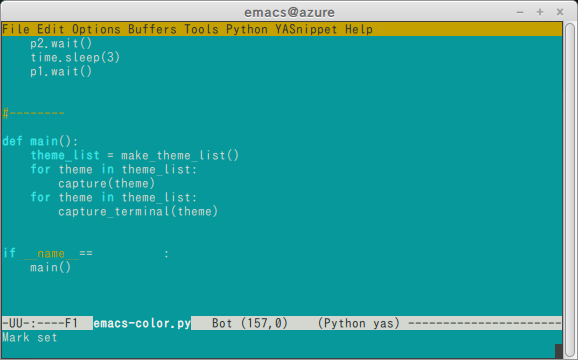 emacs@azure
File Edit Options Buffers Tools Python YASnippet Help
    p2.wait()
    time.sleep(3)
    p1.wait()
#--------
def main():
    theme_list = make_theme_list()
    for theme in theme_list:
        capture(theme)
    for theme in theme_list:
        capture_terminal(theme)
if __name__==          :
    main()
-UU-:----F1  emacs-color.py   Bot (157,0)    (Python yas) ----------------------
Mark set